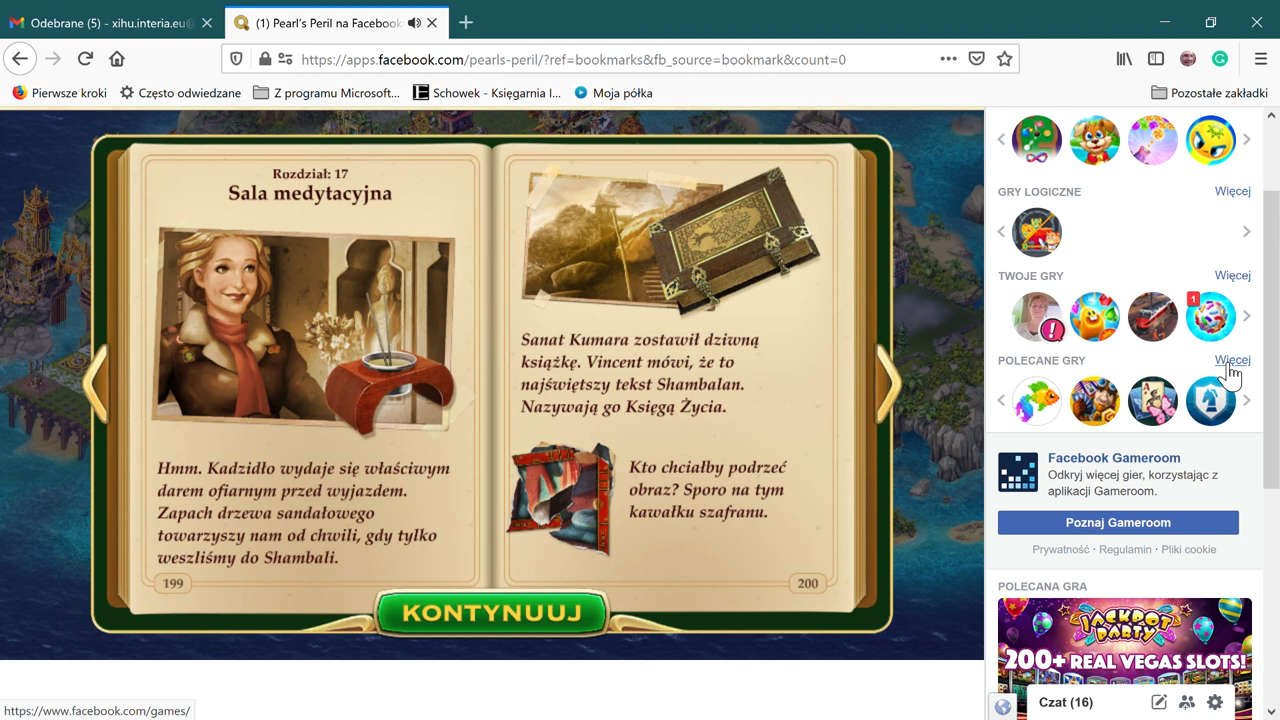 Odebrane (5) - xihu.interia.eu@
(1) Pearl's Peril na Facebook
https://apps.facebook.com/pearls-peril/?ref=bookmarks&fb_source=bookmark&count=0
Pierwsze kroki
Często odwiedzane
Z programu Microsoft...
Schowek - Księgarnia I...
Moja półka
Pozostałe zakładki
Rozdział: 17
Sala medytacyjna
Hmm. Kadzidło wydaje się właściwym
darem ofiarnym przed wyjazdem.
Zapach drzewa sandałowego
towarzyszy nam od chwili, gdy tylko
weszliśmy do Shambali.
199
Sanat Kumara zostawił dziwną
książkę. Vincent mówi, że to
najświętszy tekst Shambalan.
Nazywają go Księgą Życia.
Kto chciałby podrzeć
obraz? Sporo na tym
kawałku szafranu.
200
KONTYNUUJ
GRY LOGICZNE
Więcej
TWOJE GRY
Więcej
1
POLECANE GRY
Więcej
Facebook Gameroom
Odkryj więcej gier, korzystając z
aplikacji Gameroom.
Poznaj Gameroom
Prywatność · Regulamin · Pliki cookie
POLECANA GRA
JACKPOT
PARTY
200+ REAL VEGAS SLOTS!
Czat (16)
https://www.facebook.com/games/